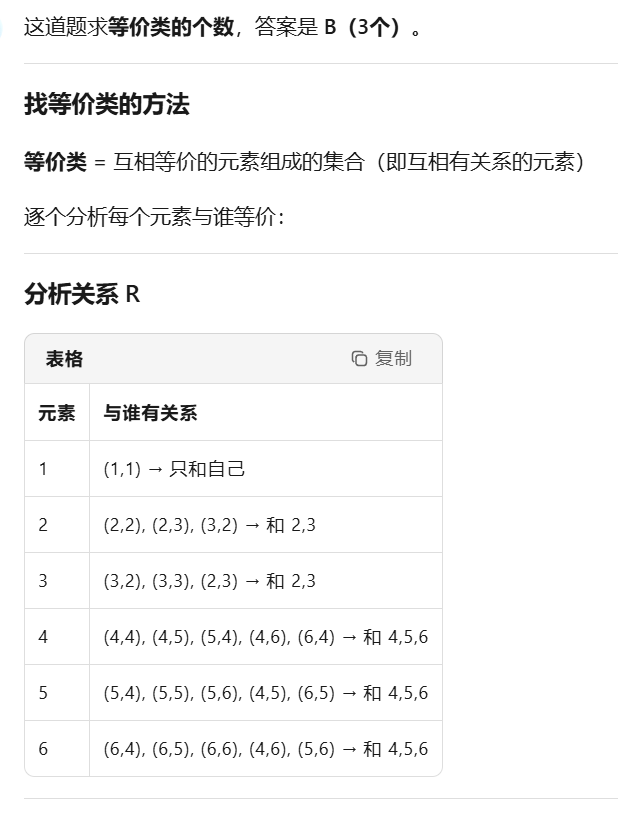 这道题求等价类的个数，答案是 B（3个）。
找等价类的方法
等价类 = 互相等价的元素组成的集合（即互相有关系的元素）
逐个分析每个元素与谁等价：
分析关系 R
表格 复制
元素 与谁有关系
1 (1,1) → 只和自己
2 (2,2), (2,3), (3,2) → 和 2,3
3 (3,2), (3,3), (2,3) → 和 2,3
4 (4,4), (4,5), (5,4), (4,6), (6,4) → 和 4,5,6
5 (5,4), (5,5), (5,6), (4,5), (6,5) → 和 4,5,6
6 (6,4), (6,5), (6,6), (4,6), (5,6) → 和 4,5,6